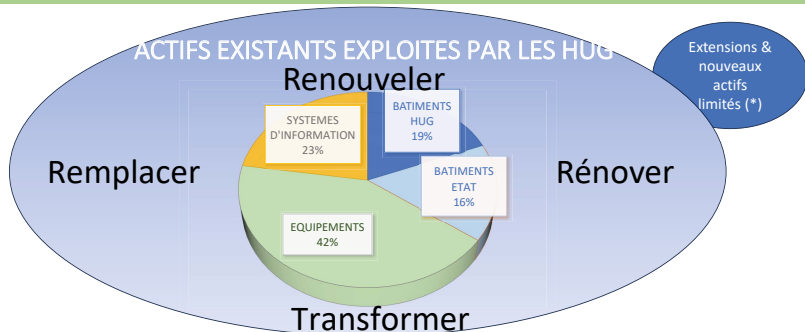 ACTIFS EXISTANTS EXPLOITES PAR LES HUG
Extensions &
nouveaux
actifs
limités (*)
Renouveler
SYSTEMES
D'INFORMATION
23%
BATIMENTS
HUG
19%
Remplacer
BATIMENTS
ETAT
16%
Rénover
EQUIPEMENTS
42%
Transformer